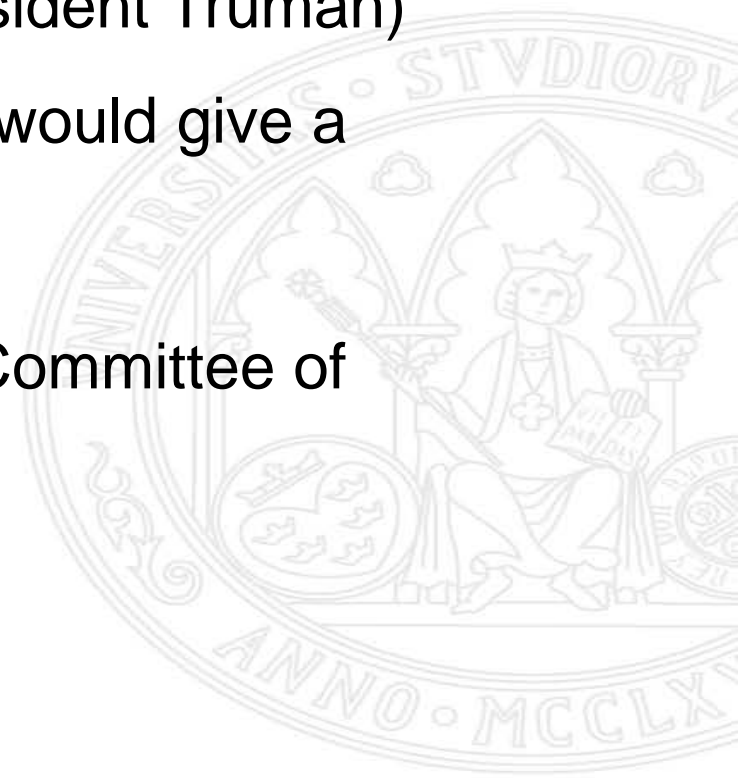 sident Truman)
would give a
Committee of
STVDIORV
ANNO · MCCLX